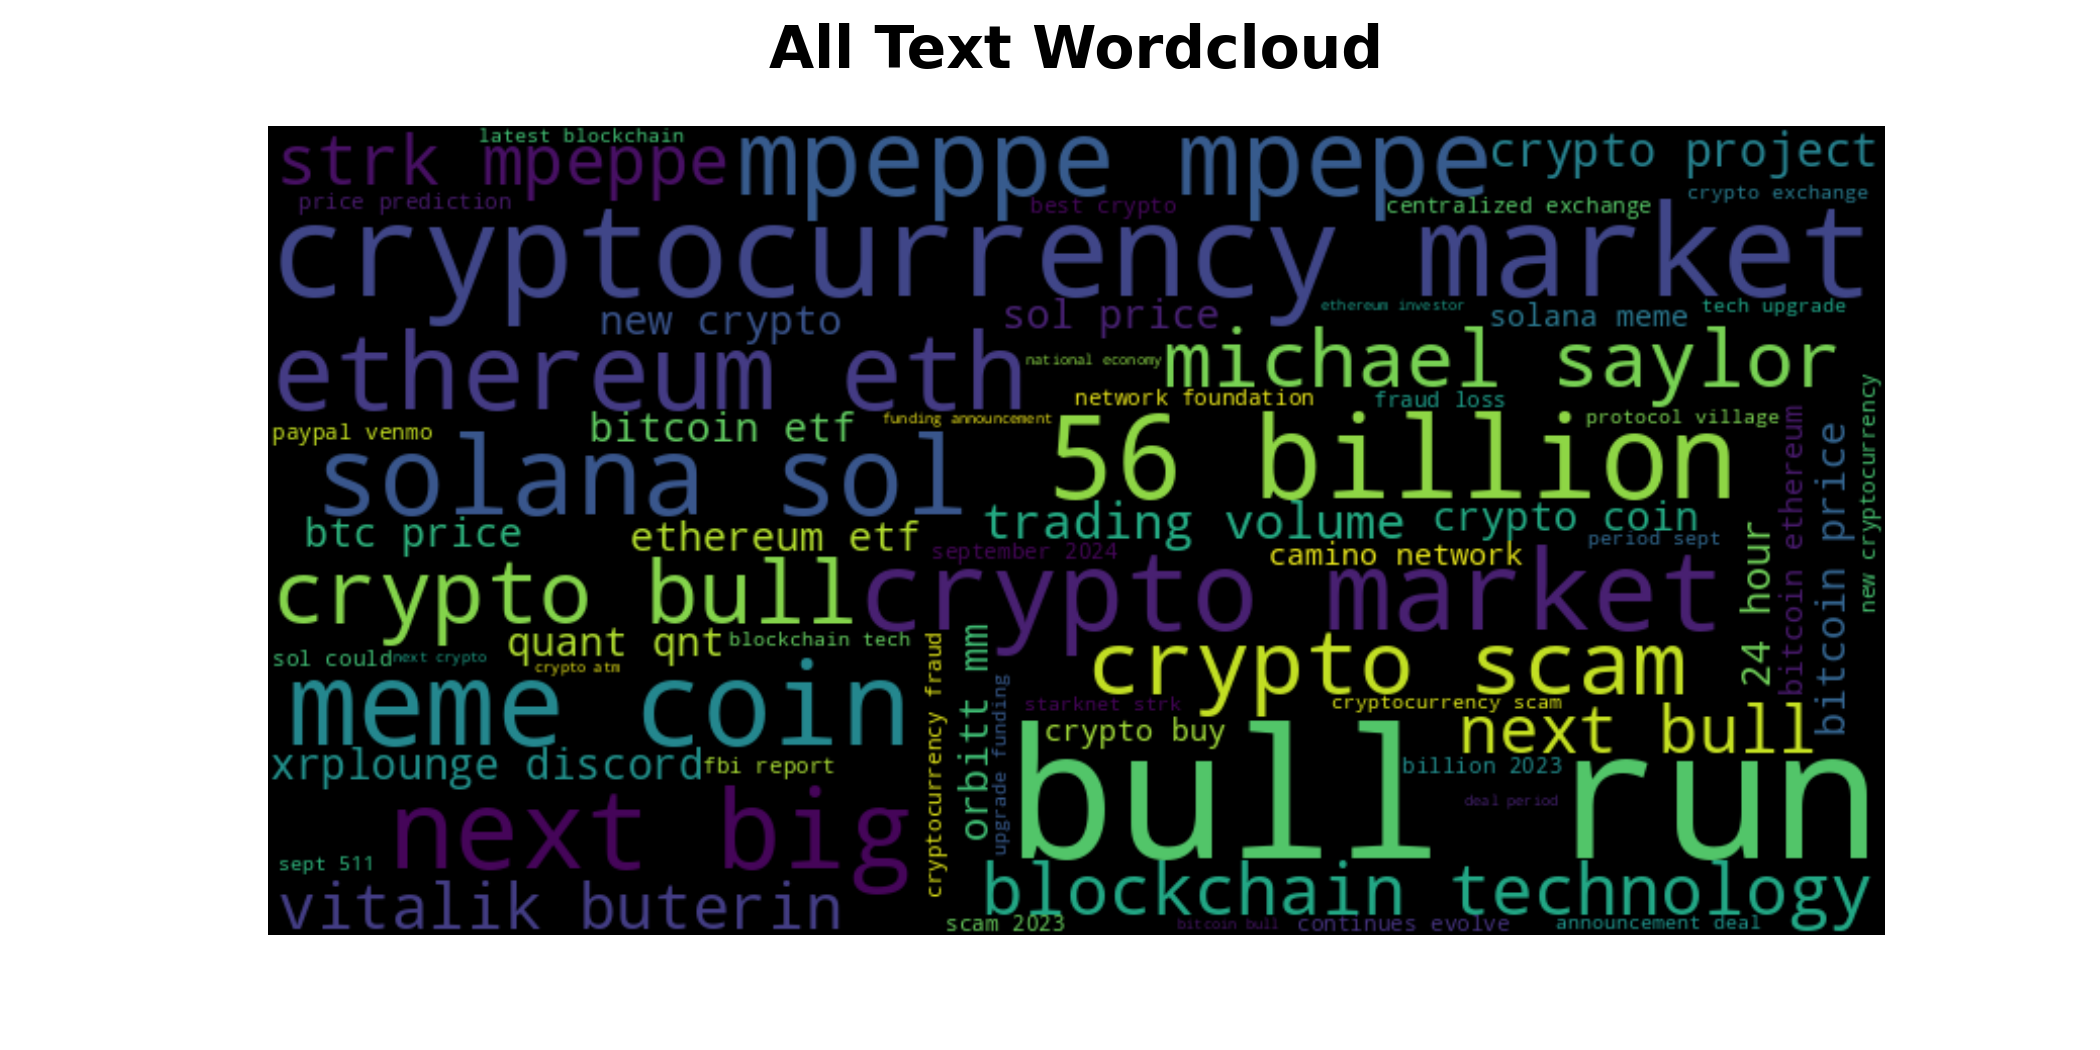 All Text Wordcloud
latest blockchain
strk mpeppe
mpeppe mpepe
crypto project
price prediction
best crypto
centralized exchange
crypto exchange
cryptocurrency market
new crypto
sol price
ethereum investor
solana meme
tech upgrade
ethereum eth
national economy
michael saylor
network foundation
fraud loss
paypal venmo
bitcoin etf
funding announcement
protocol village
solana sol
56 billion
btc price
ethereum etf
trading volume
crypto coin
period sept
september 2024
camino network
24 hour
bitcoin ethereum
bitcoin price
new cryptocurrency
crypto bull
crypto market
quant qnt
blockchain tech
sol could
next crypto
crypto atm
cryptocurrency fraud
orbitt mm
upgrade funding
crypto scam
meme coin
starknet strk
cryptocurrency scam
crypto buy
next bull
xrplounge discord
fbi report
billion 2023
bull run
deal period
next big
sept 511
vitalik buterin
blockchain technology
scam 2023
bitcoin bull
continues evolve
announcement deal